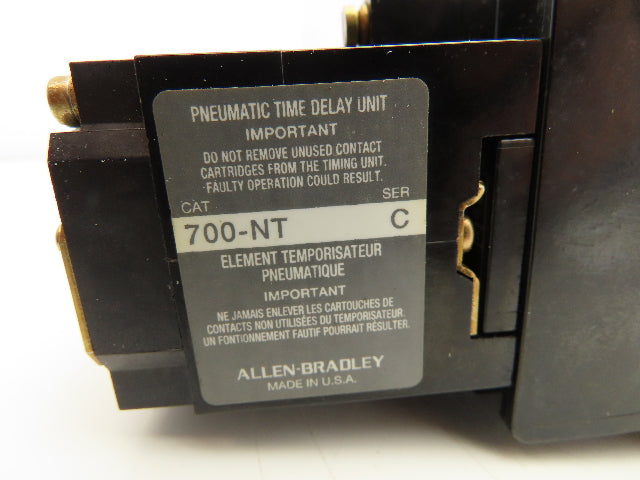 PNEUMATIC TIME DELAY UNIT
IMPORTANT
DO NOT REMOVE UNUSED CONTACT
CARTRIDGES FROM THE TIMING UNIT.
FAULTY OPERATION COULD RESULT.
CAT SER
700-NT C
ELEMENT TEMPORISATEUR
PNEUMATIQUE
IMPORTANT
NE JAMAIS ENLEVER LES CARTOUCHES DE
CONTACTS NON UTILISÉES DU TEMPORISATEUR.
UN FONTIONNEMENT FAUTIF POURRAIT RÉSULTER.
ALLEN-BRADLEY
MADE IN U.S.A.